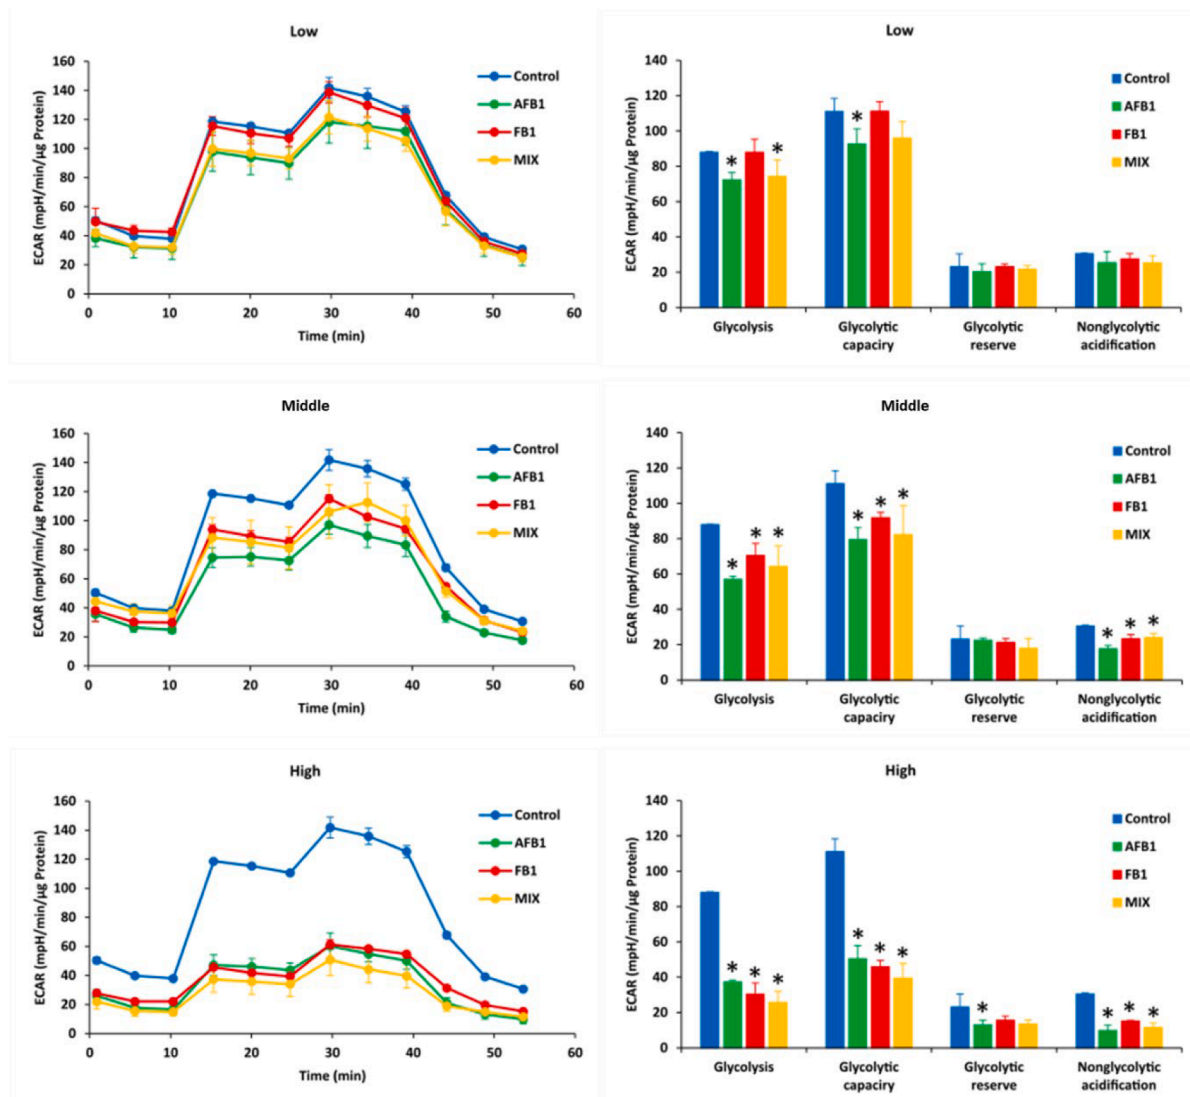 Low
160
140
120
100
80
60
40
20
0
ECAR (mpH/min/µg Protein)
0 10 20 30 40 50 60
Time (min)
Control
AFB1
FB1
MIX
Low
140
120
100
80
60
40
20
0
ECAR (mpH/min/µg Protein)
Control
AFB1
FB1
MIX
* * *
Glycolysis
Glycolytic
capaciry
Glycolytic
reserve
Nonglycolytic
acidification
Middle
160
140
120
100
80
60
40
20
0
ECAR (mpH/min/µg Protein)
0 10 20 30 40 50 60
Time (min)
Control
AFB1
FB1
MIX
Middle
140
120
100
80
60
40
20
0
ECAR (mpH/min/µg Protein)
Control
AFB1
FB1
MIX
* * * * * * * * *
Glycolysis
Glycolytic
capaciry
Glycolytic
reserve
Nonglycolytic
acidification
High
160
140
120
100
80
60
40
20
0
ECAR (mpH/min/µg Protein)
0 10 20 30 40 50 60
Time (min)
Control
AFB1
FB1
MIX
High
140
120
100
80
60
40
20
0
ECAR (mpH/min/µg Protein)
Control
AFB1
FB1
MIX
* * * * * * * * * *
Glycolysis
Glycolytic
capaciry
Glycolytic
reserve
Nonglycolytic
acidification